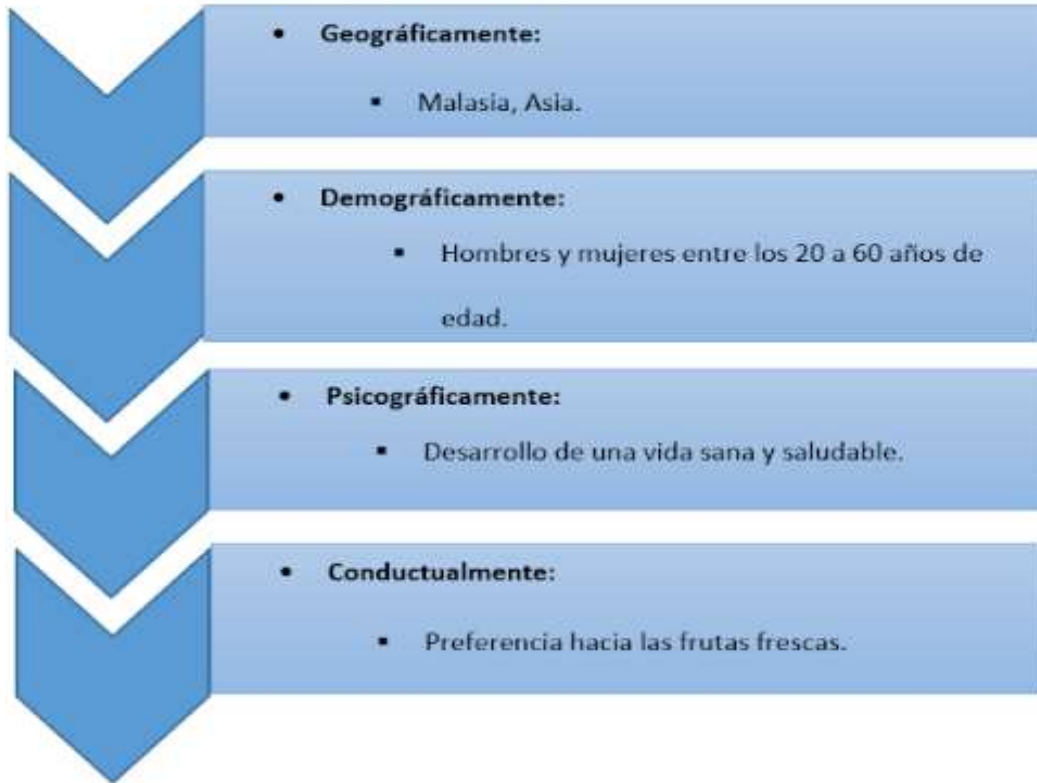 • Geográficamente:
▪ Malasia, Asia.
• Demográficamente:
▪ Hombres y mujeres entre los 20 a 60 años de
edad.
• Psicográficamente:
▪ Desarrollo de una vida sana y saludable.
• Conductualmente:
▪ Preferencia hacia las frutas frescas.